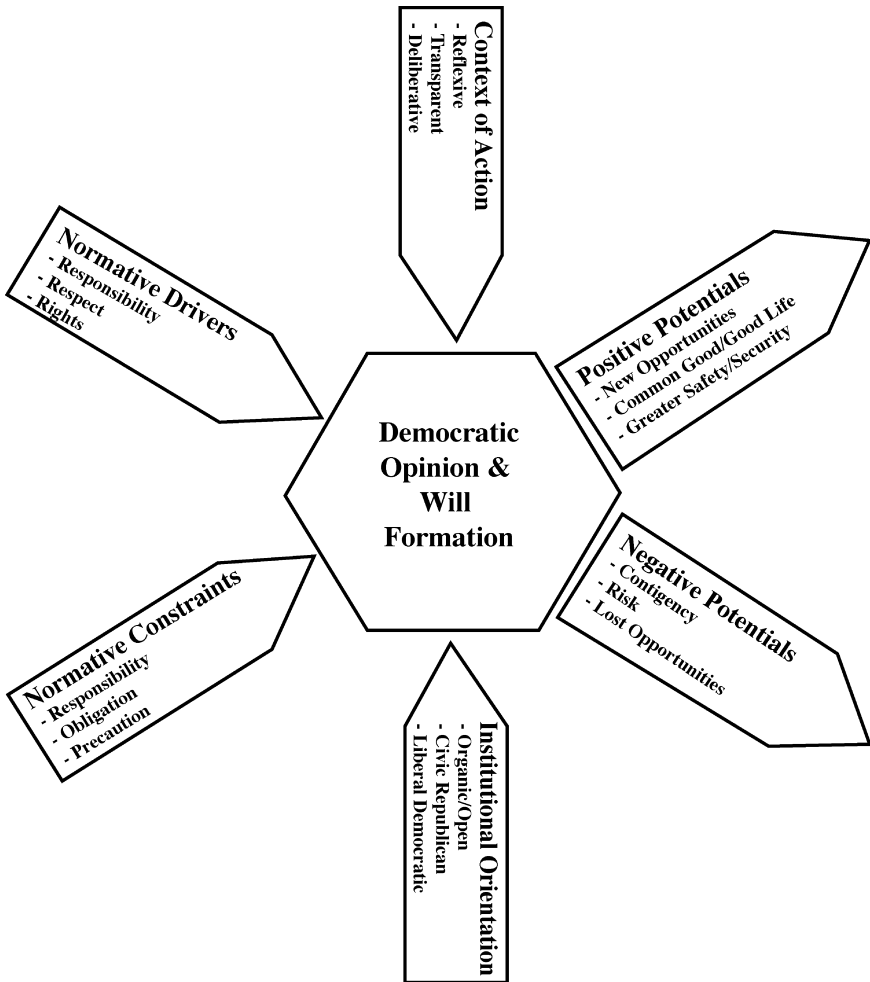 Context of Action
- Reflexive
- Transparent
- Deliberative
Normative Drivers
- Responsibility
- Respect
- Rights
Positive Potentials
- New Opportunities
- Common Good/Good Life
- Greater Safety/Security
Democratic
Opinion &
Will
Formation
Normative Constraints
- Responsibility
- Obligation
- Precaution
Negative Potentials
- Contigency
- Risk
- Lost Opportunities
Institutional Orientation
- Organic/Open
- Civic Republican
- Liberal Democratic